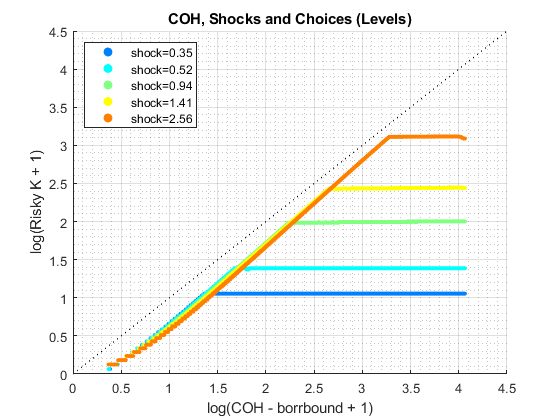 COH, Shocks and Choices (Levels)
4.5
4
3.5
3
2.5
2
1.5
1
0.5
0
log(Risky K + 1)
shock=0.35
shock=0.52
shock=0.94
shock=1.41
shock=2.56
0 0.5 1 1.5 2 2.5 3 3.5 4 4.5
log(COH - borrbound + 1)